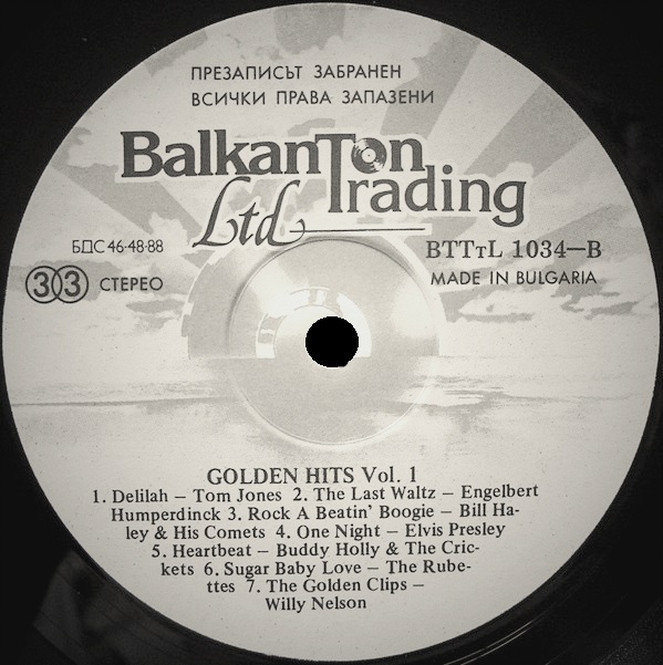 ПРЕЗАПИСЪТ ЗАБРАНЕН
ВСИЧКИ ПРАВА ЗАПАЗЕНИ
BalkanTon
Trading
Ltd
БДС 46-48-88
BTTтL 1034—B
33 СТЕРЕО
MADE IN BULGARIA
GOLDEN HITS Vol. 1
1. Delilah — Tom Jones 2. The Last Waltz — Engelbert
Humperdinck 3. Rock A Beatin' Boogie — Bill Ha-
ley & His Comets 4. One Night — Elvis Presley
5. Heartbeat — Buddy Holly & The Cric-
kets 6. Sugar Baby Love — The Rube-
ttes 7. The Golden Clips —
Willy Nelson